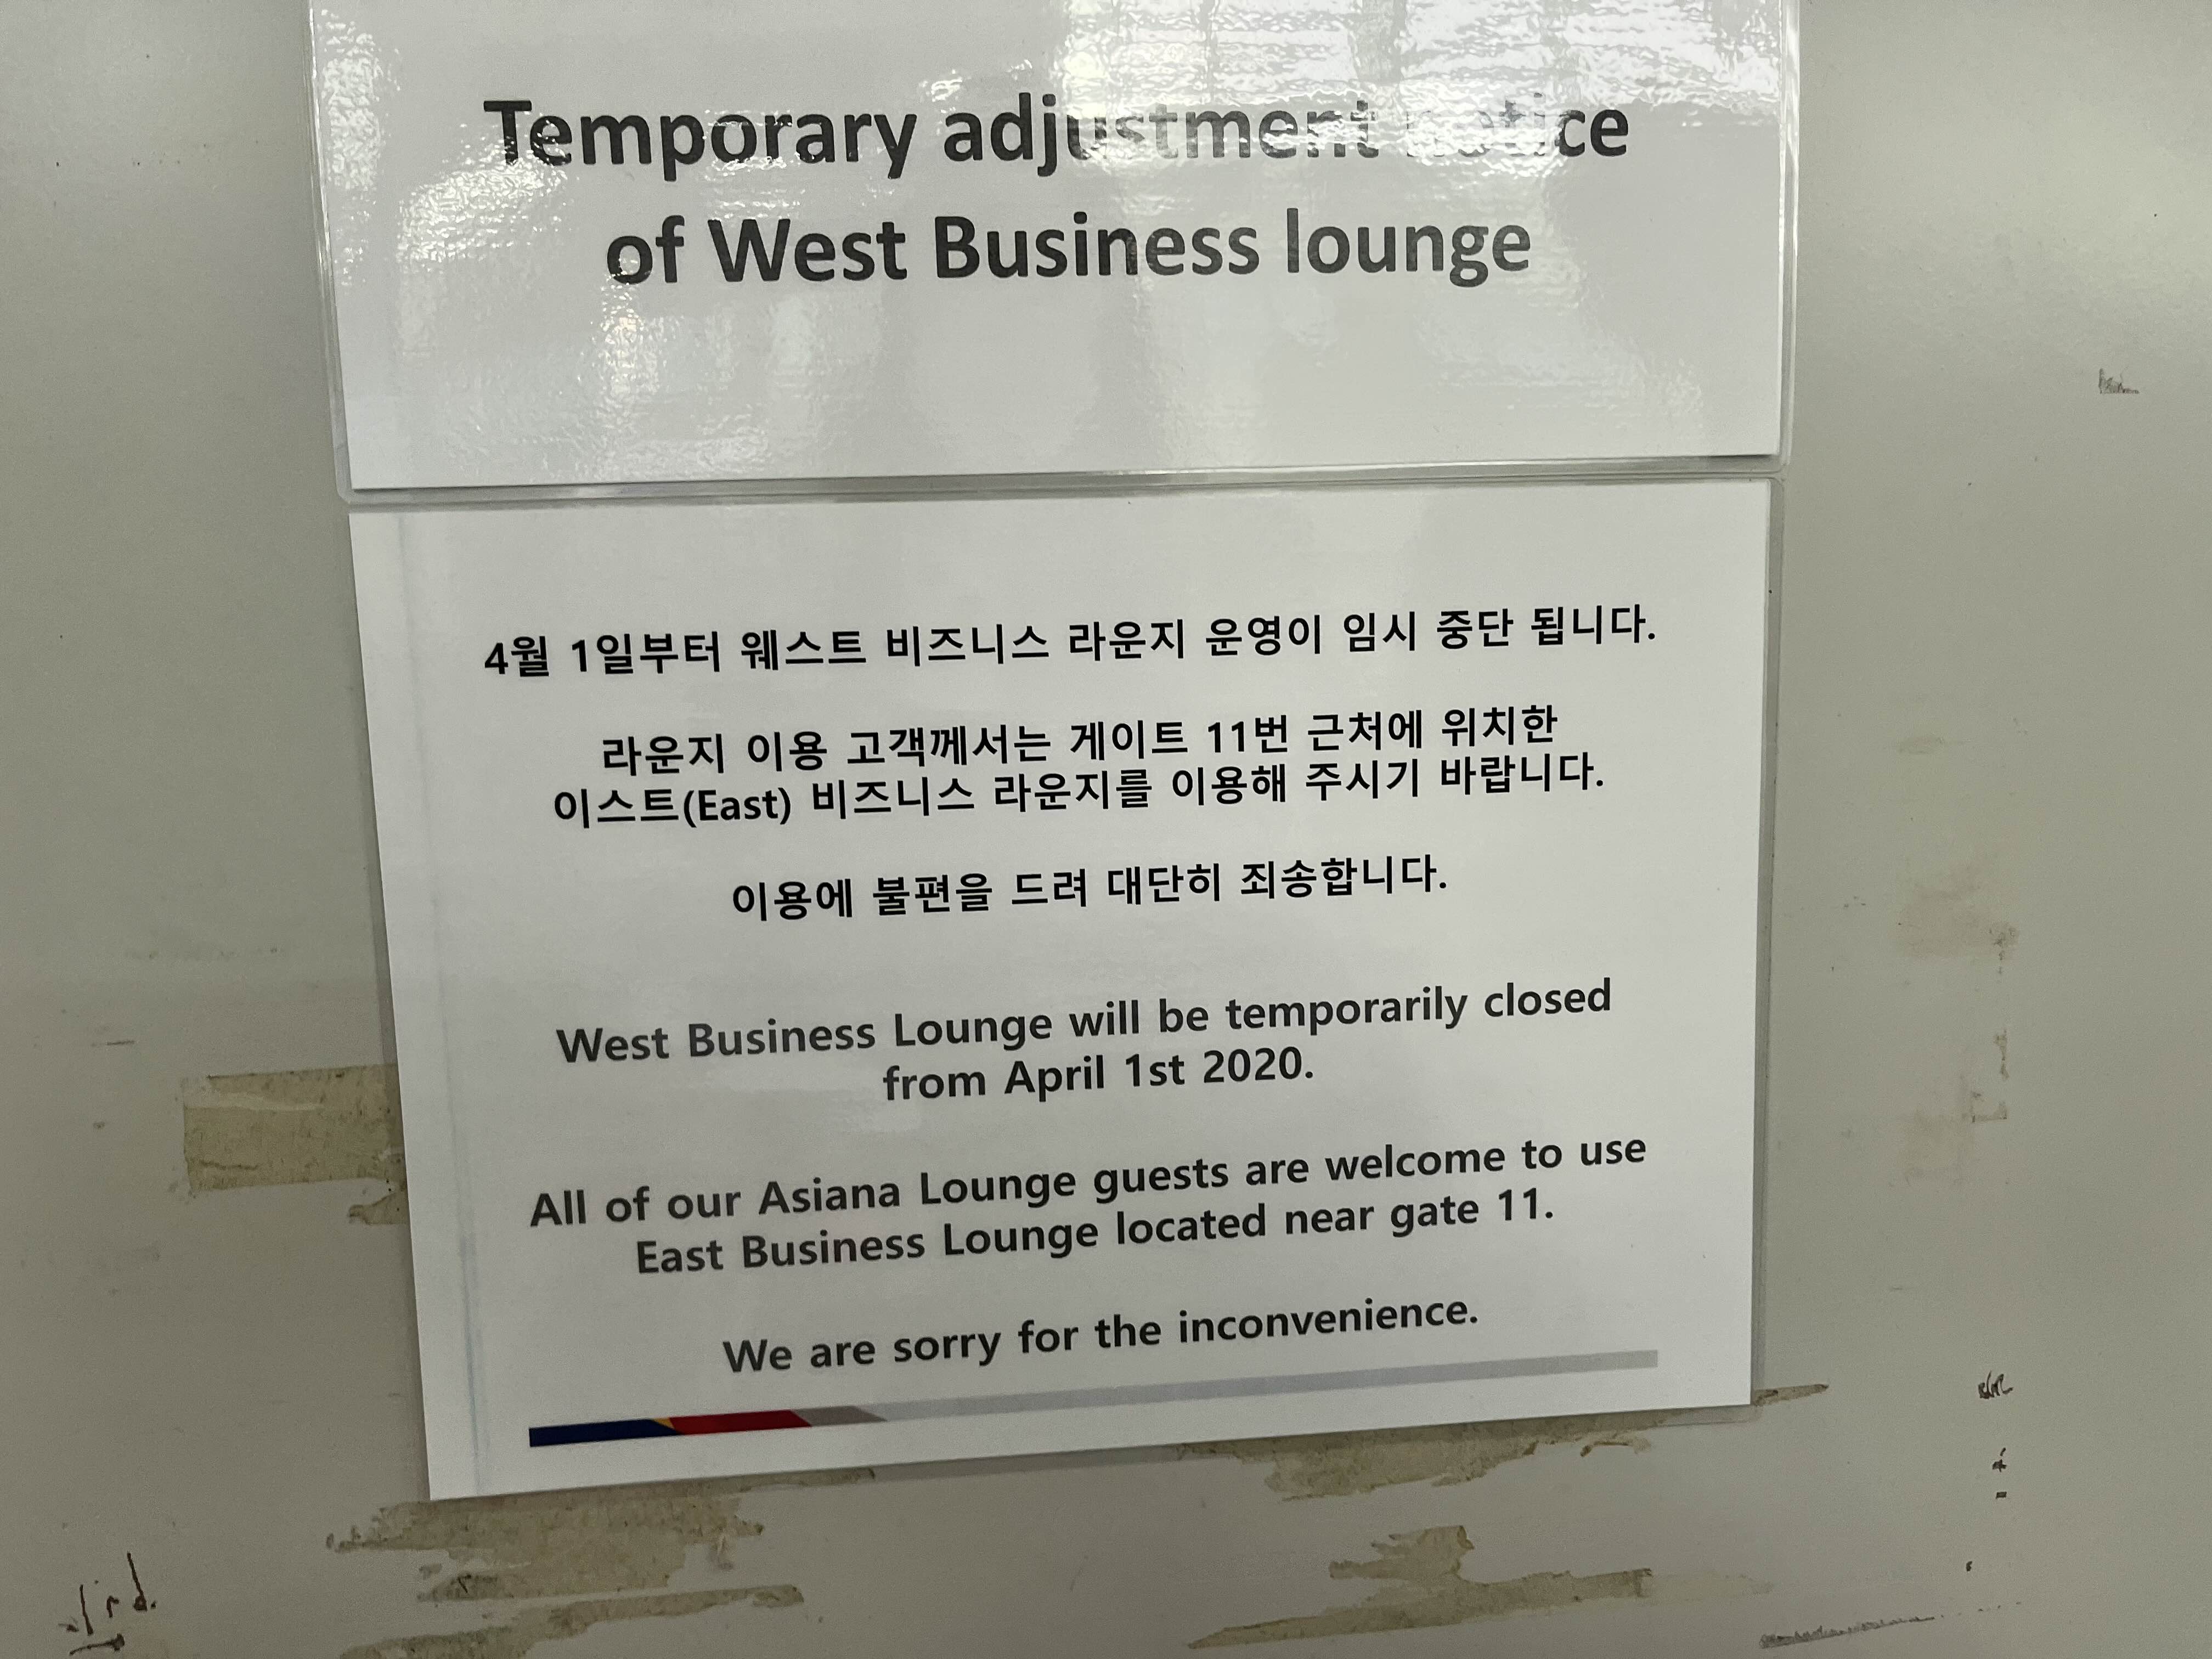 Temporary adjustment notice
of West Business lounge
4월 1일부터 웨스트 비즈니스 라운지 운영이 임시 중단 됩니다.
라운지 이용 고객께서는 게이트 11번 근처에 위치한
이스트(East) 비즈니스 라운지를 이용해 주시기 바랍니다.
이용에 불편을 드려 대단히 죄송합니다.
West Business Lounge will be temporarily closed
from April 1st 2020.
All of our Asiana Lounge guests are welcome to use
East Business Lounge located near gate 11.
We are sorry for the inconvenience.